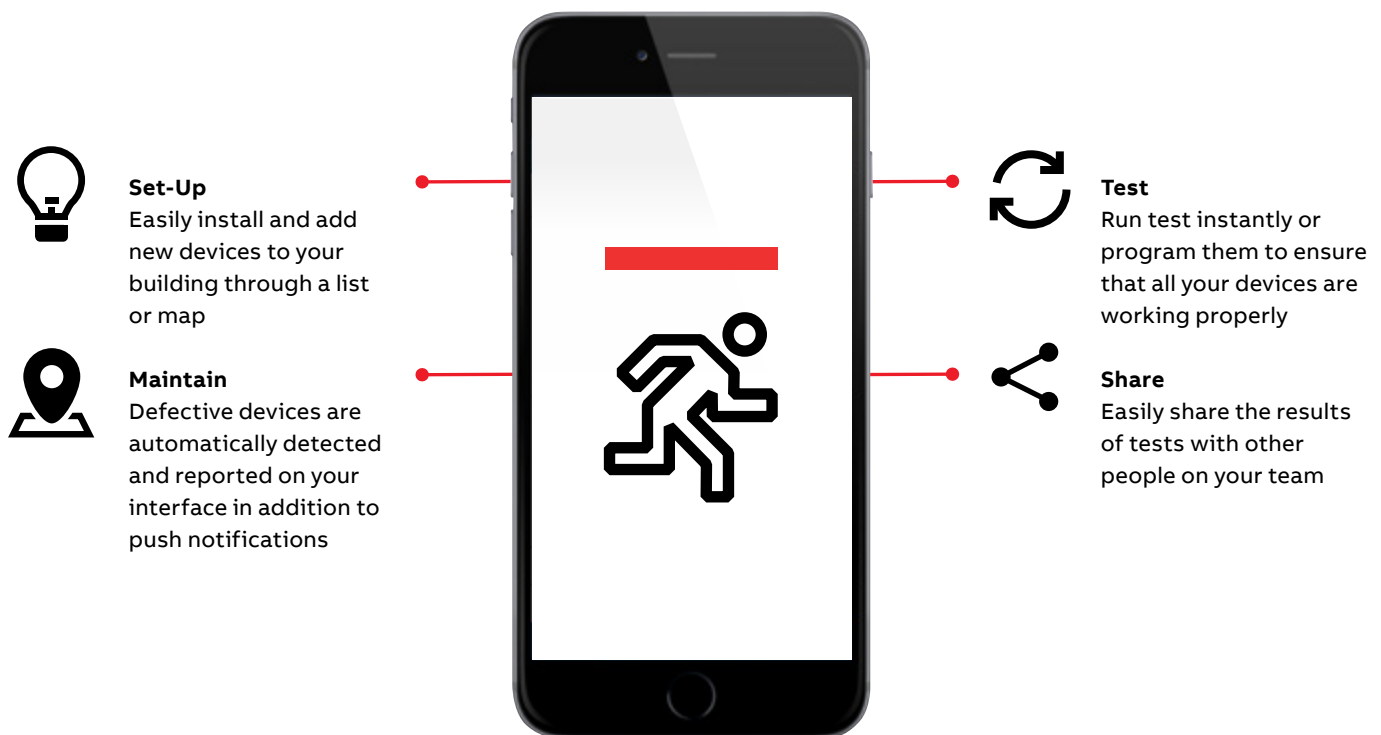 Set-Up
Easily install and add
new devices to your
building through a list
or map
Maintain
Defective devices are
automatically detected
and reported on your
interface in addition to
push notifications
Test
Run test instantly or
program them to ensure
that all your devices are
working properly
Share
Easily share the results
of tests with other
people on your team